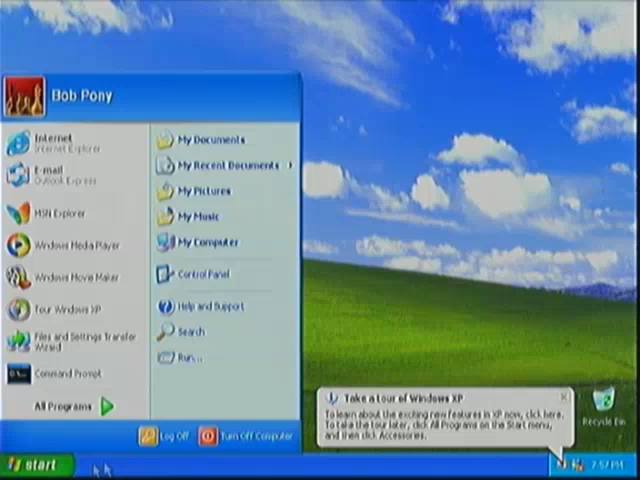 Bob Pony
Internet
Internet Explorer
E-mail
Outlook Express
MSN Explorer
Windows Media Player
Windows Movie Maker
Tour Windows XP
Files and Settings Transfer
Wizard
Command Prompt
All Programs
My Documents
My Recent Documents
My Pictures
My Music
My Computer
Control Panel
Help and Support
Search
Run...
Log Off
Turn Off Computer
Take a tour of Windows XP
To learn about the exciting new features in XP now, click here.
To take the tour later, click All Programs on the Start menu,
and then click Accessories.
Recycle Bin
start
7:57 PM